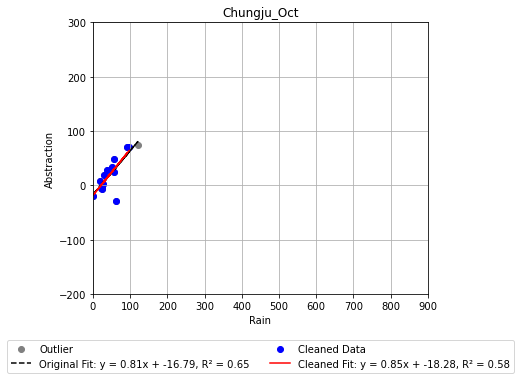 Chungju_Oct
300
200
100
0
−100
−200
Abstraction
0 100 200 300 400 500 600 700 800 900
Rain
Outlier Cleaned Data
Original Fit: y = 0.81x + -16.79, R² = 0.65 Cleaned Fit: y = 0.85x + -18.28, R² = 0.58